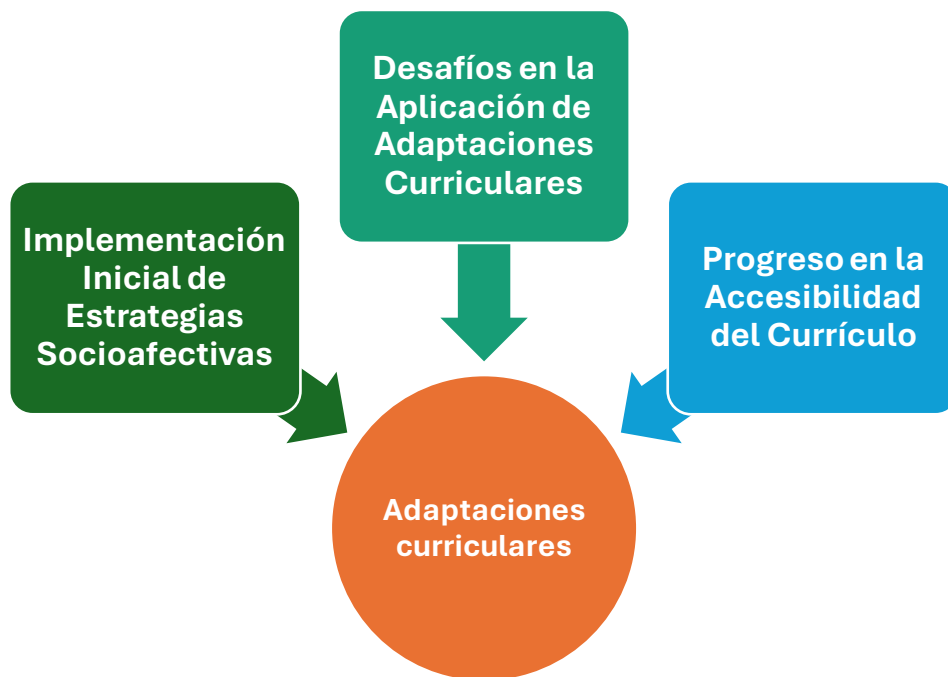 Desafíos en la
Aplicación de
Adaptaciones
Curriculares
Implementación
Inicial de
Estrategias
Socioafectivas
Progreso en la
Accesibilidad
del Currículo
Adaptaciones
curriculares